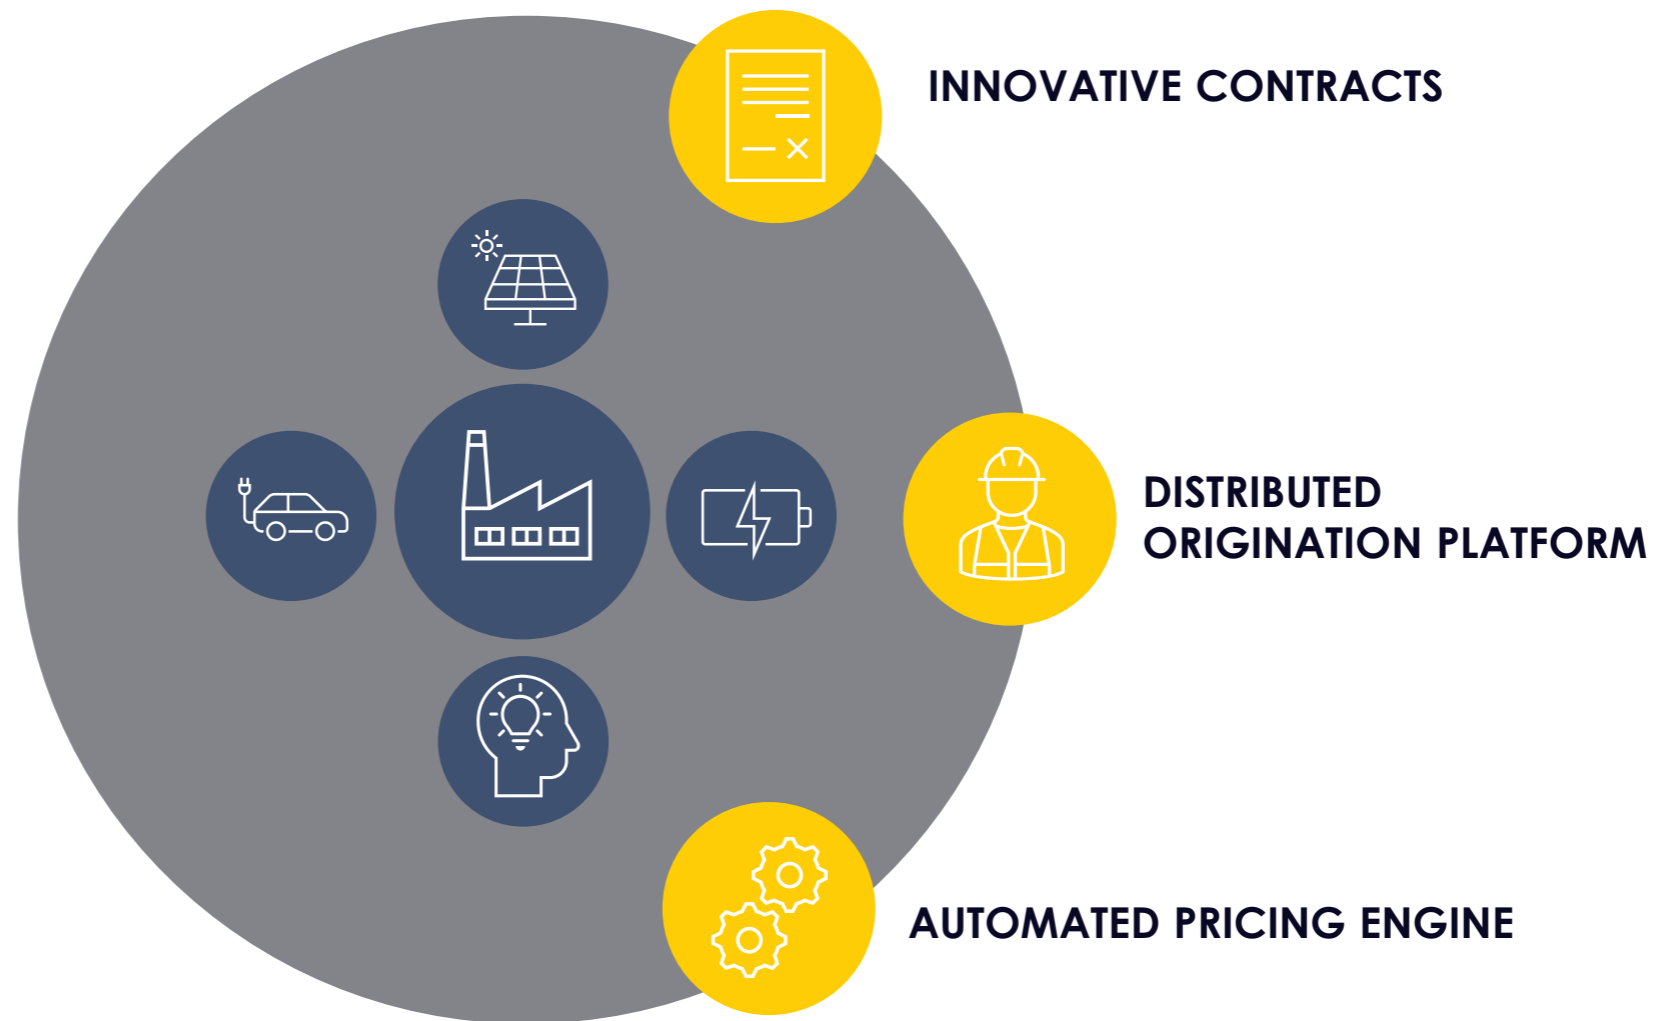 INNOVATIVE CONTRACTS
DISTRIBUTED
ORIGINATION PLATFORM
AUTOMATED PRICING ENGINE